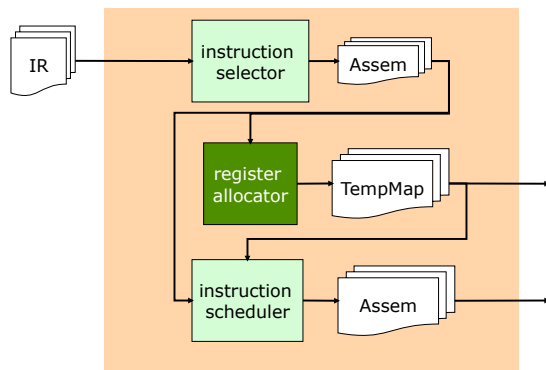 IR
instruction
selector
Assem
register
allocator
TempMap
instruction
scheduler
Assem